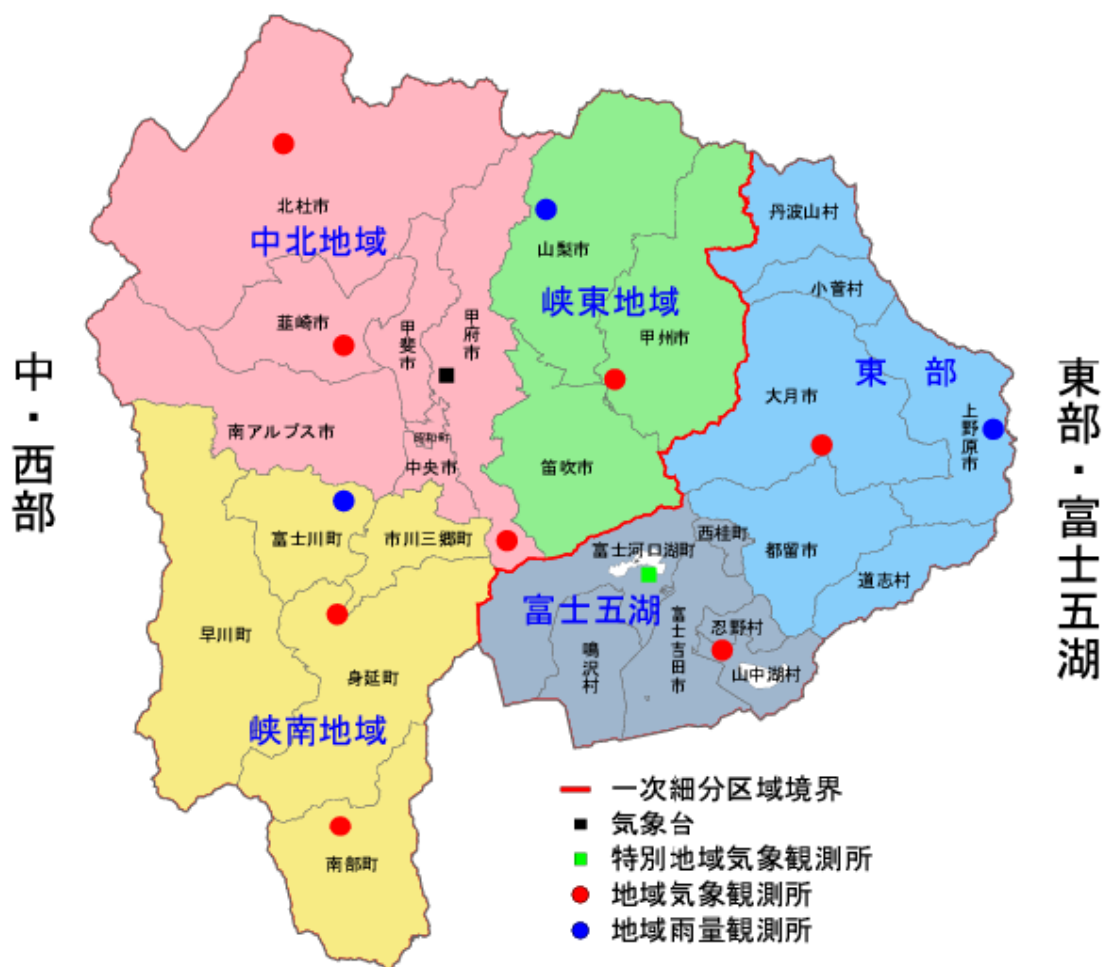 丹波山村
北杜市
中北地域
山梨市
小菅村
峡東地域
韮崎市
甲斐市
甲府市
甲州市
中・西部
東部・富士五湖
東　部
大月市
上野原市
南アルプス市
昭和町
中央市
笛吹市
富士川町
市川三郷町
西桂町
富士河口湖町
都留市
道志村
富士五湖
早川町
忍野村
鳴沢村
富士吉田市
山中湖村
身延町
峡南地域
南部町
一次細分区域境界
気象台
特別地域気象観測所
地域気象観測所
地域雨量観測所